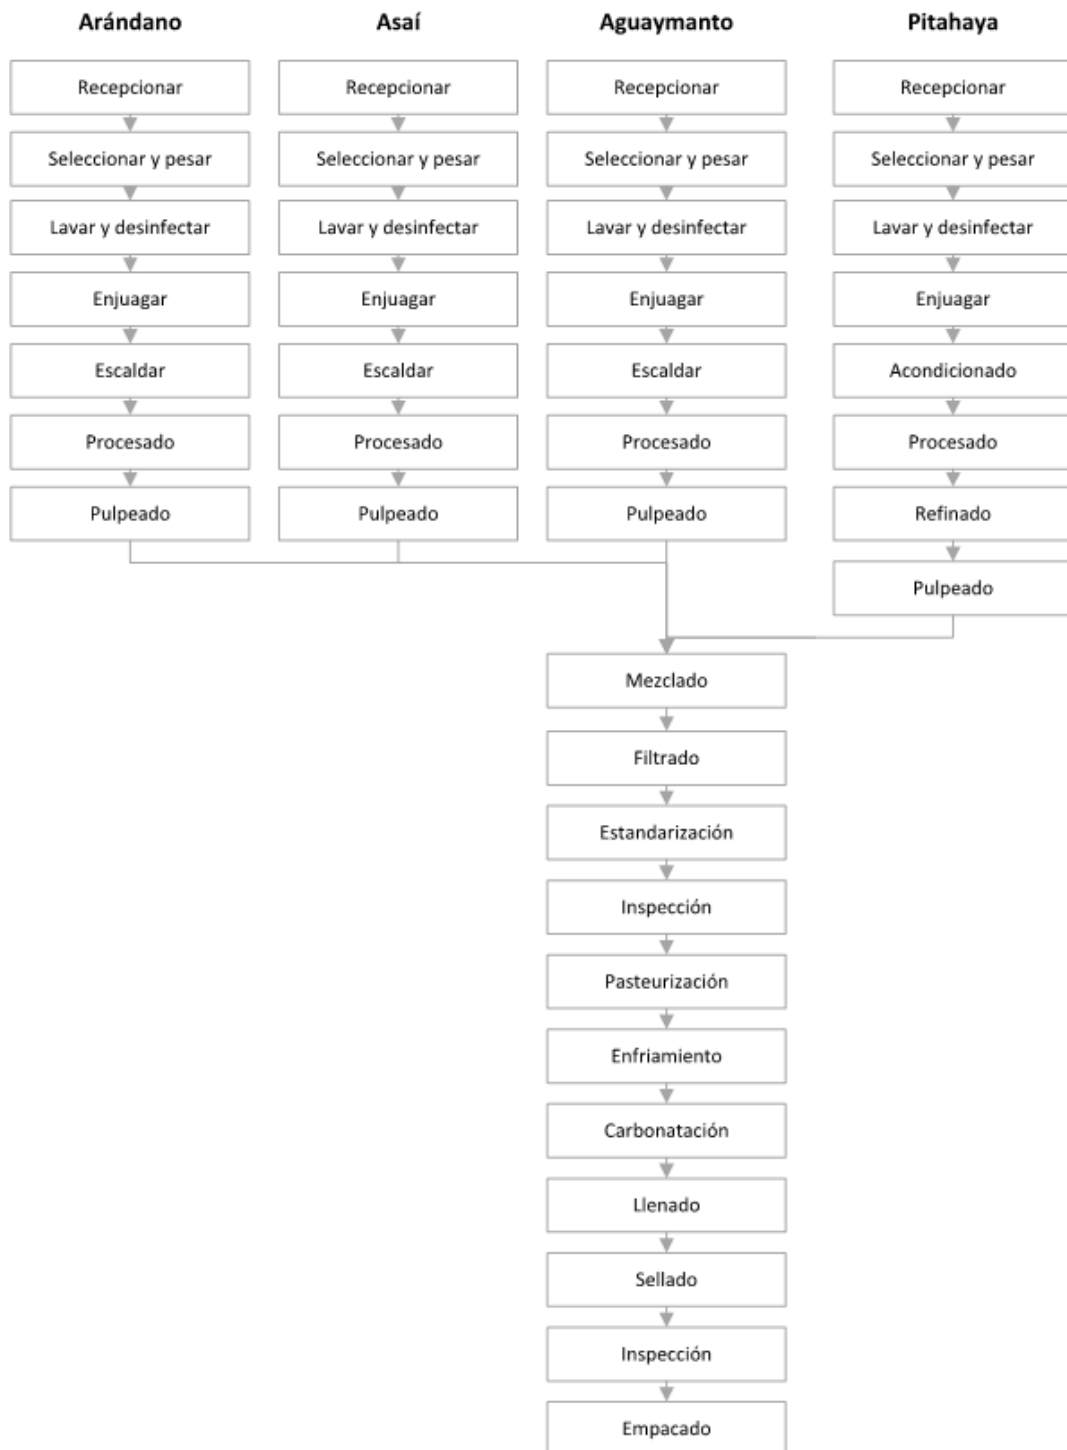 Arándano
Asaí
Aguaymanto
Pitahaya
Recepcionar
Recepcionar
Recepcionar
Recepcionar
Seleccionar y pesar
Seleccionar y pesar
Seleccionar y pesar
Seleccionar y pesar
Lavar y desinfectar
Lavar y desinfectar
Lavar y desinfectar
Lavar y desinfectar
Enjuagar
Enjuagar
Enjuagar
Enjuagar
Escaldar
Escaldar
Escaldar
Acondicionado
Procesado
Procesado
Procesado
Procesado
Pulpeado
Pulpeado
Pulpeado
Refinado
Pulpeado
Mezclado
Filtrado
Estandarización
Inspección
Pasteurización
Enfriamiento
Carbonatación
Llenado
Sellado
Inspección
Empacado